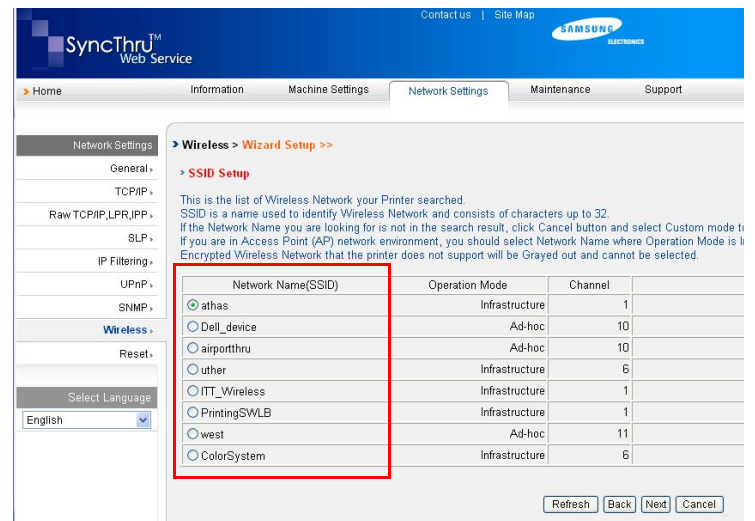 Contact us | Site Map
SAMSUNG
ELECTRONICS
SyncThru™
Web Service
Home
Information Machine Settings Network Settings Maintenance Support
Network Settings
General
TCP/IP
Raw TCP/IP,LPR,IPP
SLP
IP Filtering
UPnP
SNMP
Wireless
Reset
Select Language
English
Wireless > Wizard Setup >>
SSID Setup
This is the list of Wireless Network your Printer searched.
SSID is a name used to identify Wireless Network and consists of characters up to 32.
If the Network Name you are looking for is not in the search result, click Cancel button and select Custom mode t
If you are in Access Point (AP) network environment, you should select Network Name where Operation Mode is I
Encrypted Wireless Network that the printer does not support will be Grayed out and cannot be selected.
Network Name(SSID) Operation Mode Channel
athas Infrastructure 1
Dell_device Ad-hoc 10
airportthru Ad-hoc 10
uther Infrastructure 6
ITT_Wireless Infrastructure 1
PrintingSWLB Infrastructure 1
west Ad-hoc 11
ColorSystem Infrastructure 6
Refresh Back Next Cancel